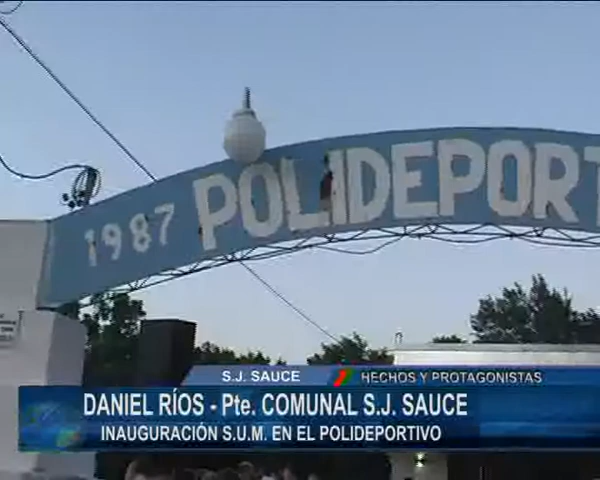 1987 POLIDEPORT
S.J. SAUCE
HECHOS Y PROTAGONISTAS
DANIEL RÍOS - Pte. COMUNAL S.J. SAUCE
INAUGURACIÓN S.U.M. EN EL POLIDEPORTIVO